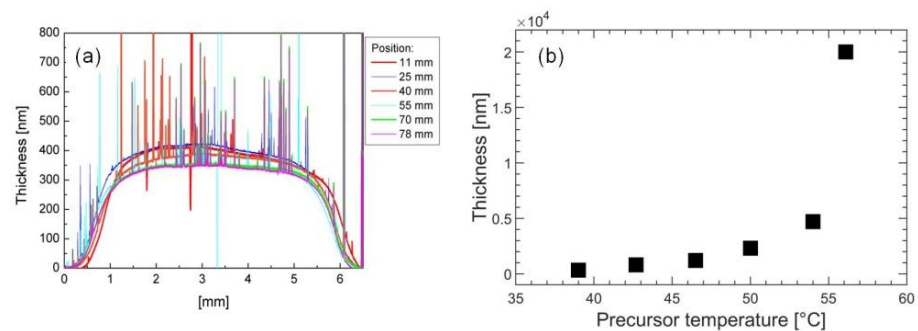 (a)
Thickness [nm]
800
700
600
500
400
300
200
100
0
0 1 2 3 4 5 6
[mm]
Position:
11 mm
25 mm
40 mm
55 mm
70 mm
78 mm
(b)
×10⁴
Thickness [nm]
2
1.5
1
0.5
0
35 40 45 50 55 60
Precursor temperature [°C]